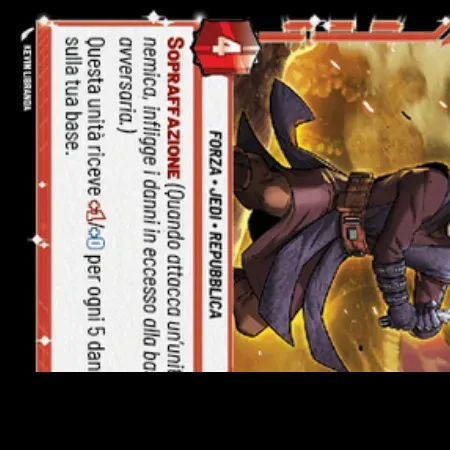 4
FORZA • JEDI • REPUBBLICA
SOPRAFFAZIONE (Quando attacca un'unit
nemica, infligge i danni in eccesso alla ba
avversaria.)
Questa unità riceve +1/+0 per ogni 5 dan
sulla tua base.
KEVIN LIBRANDA